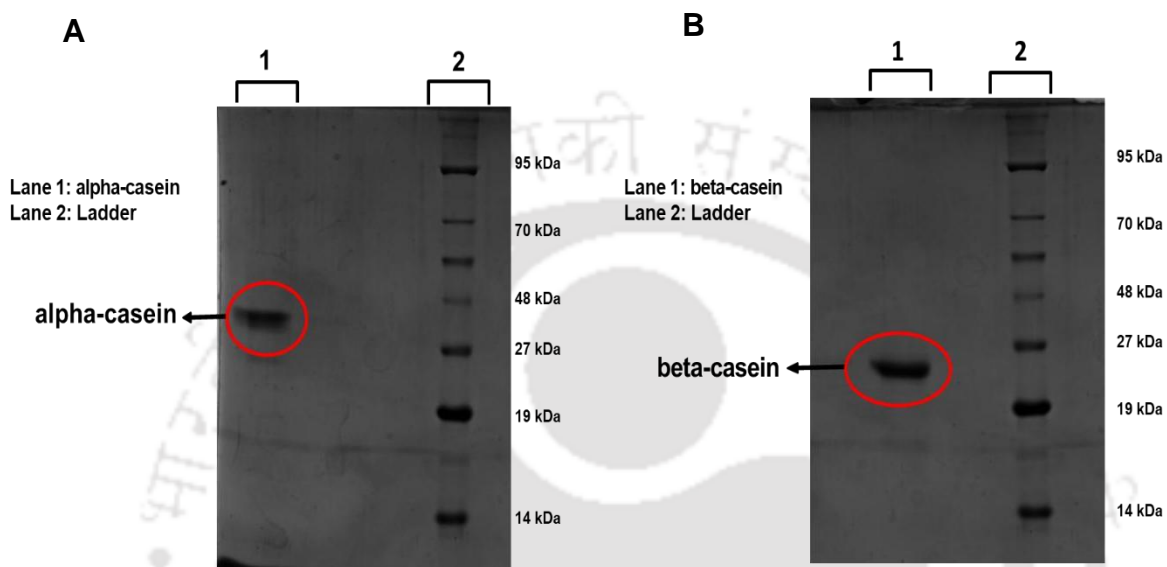 A
1
2
Lane 1: alpha-casein
Lane 2: Ladder
alpha-casein
95 kDa
70 kDa
48 kDa
27 kDa
19 kDa
14 kDa
B
1
2
Lane 1: beta-casein
Lane 2: Ladder
beta-casein
95 kDa
70 kDa
48 kDa
27 kDa
19 kDa
14 kDa